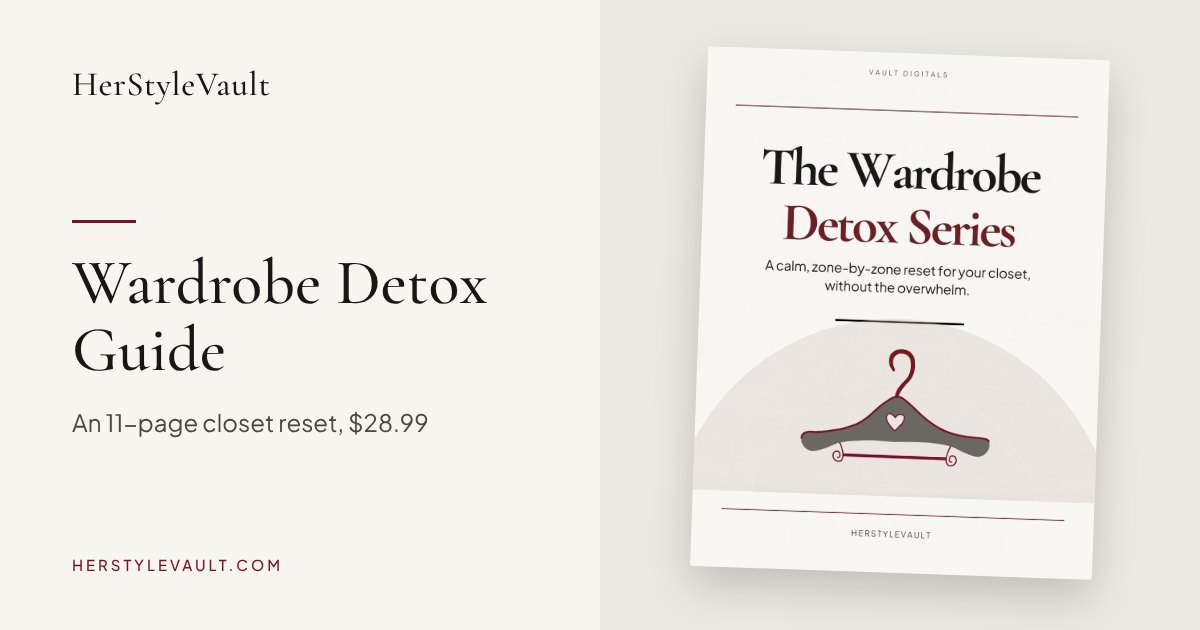 HerStyleVault
Wardrobe Detox
Guide
An 11–page closet reset, $28.99
HERSTYLEVAULT.COM
VAULT DIGITALS
The Wardrobe
Detox Series
A calm, zone-by-zone reset for your closet,
without the overwhelm.
HERSTYLEVAULT